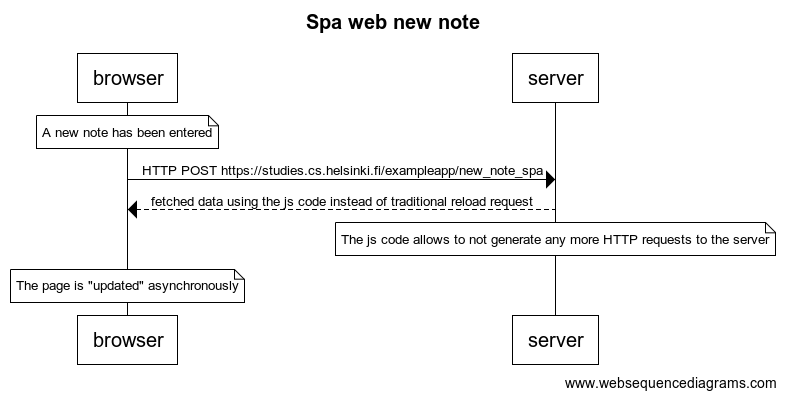 Spa web new note
browser
server
A new note has been entered
HTTP POST https://studies.cs.helsinki.fi/exampleapp/new_note_spa
fetched data using the js code instead of traditional reload request
The js code allows to not generate any more HTTP requests to the server
The page is "updated" asynchronously
browser
server
www.websequencediagrams.com